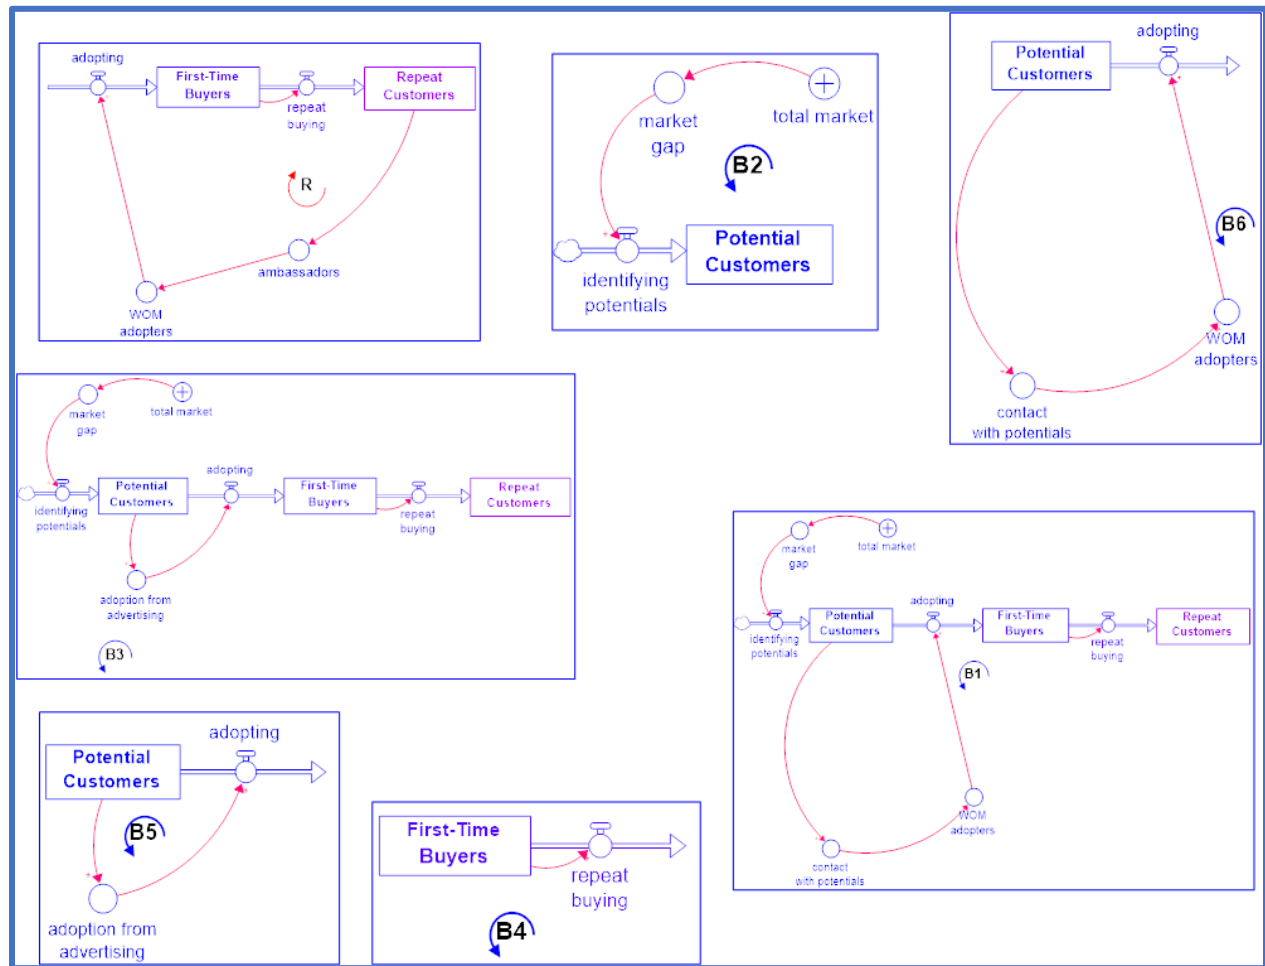 adopting
First-Time
Buyers
Repeat
Customers
repeat
buying
R
ambassadors
WOM
adopters
market
gap
total market
B2
Potential
Customers
identifying
potentials
adopting
Potential
Customers
B6
WOM
adopters
contact
with potentials
market
gap
total market
adopting
Potential
Customers
First-Time
Buyers
Repeat
Customers
identifying
potentials
repeat
buying
adoption from
advertising
B3
market
gap
total market
adopting
Potential
Customers
First-Time
Buyers
Repeat
Customers
identifying
potentials
repeat
buying
B1
WOM
adopters
contact
with potentials
adopting
Potential
Customers
B5
adoption from
advertising
First-Time
Buyers
repeat
buying
B4